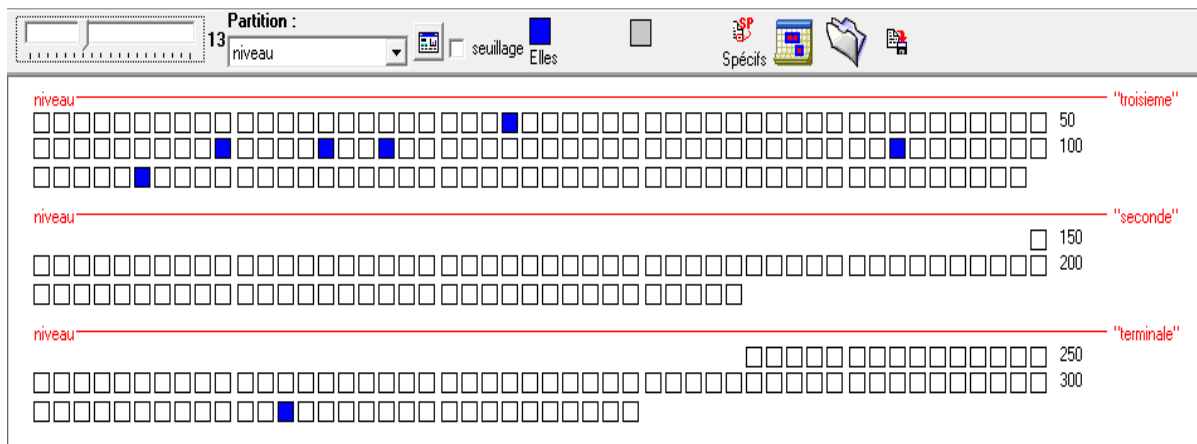 13
Partition :
niveau
seuillage
Elles
SP
Spécifs
niveau "troisieme"
50
100
niveau "seconde"
150
200
niveau "terminale"
250
300